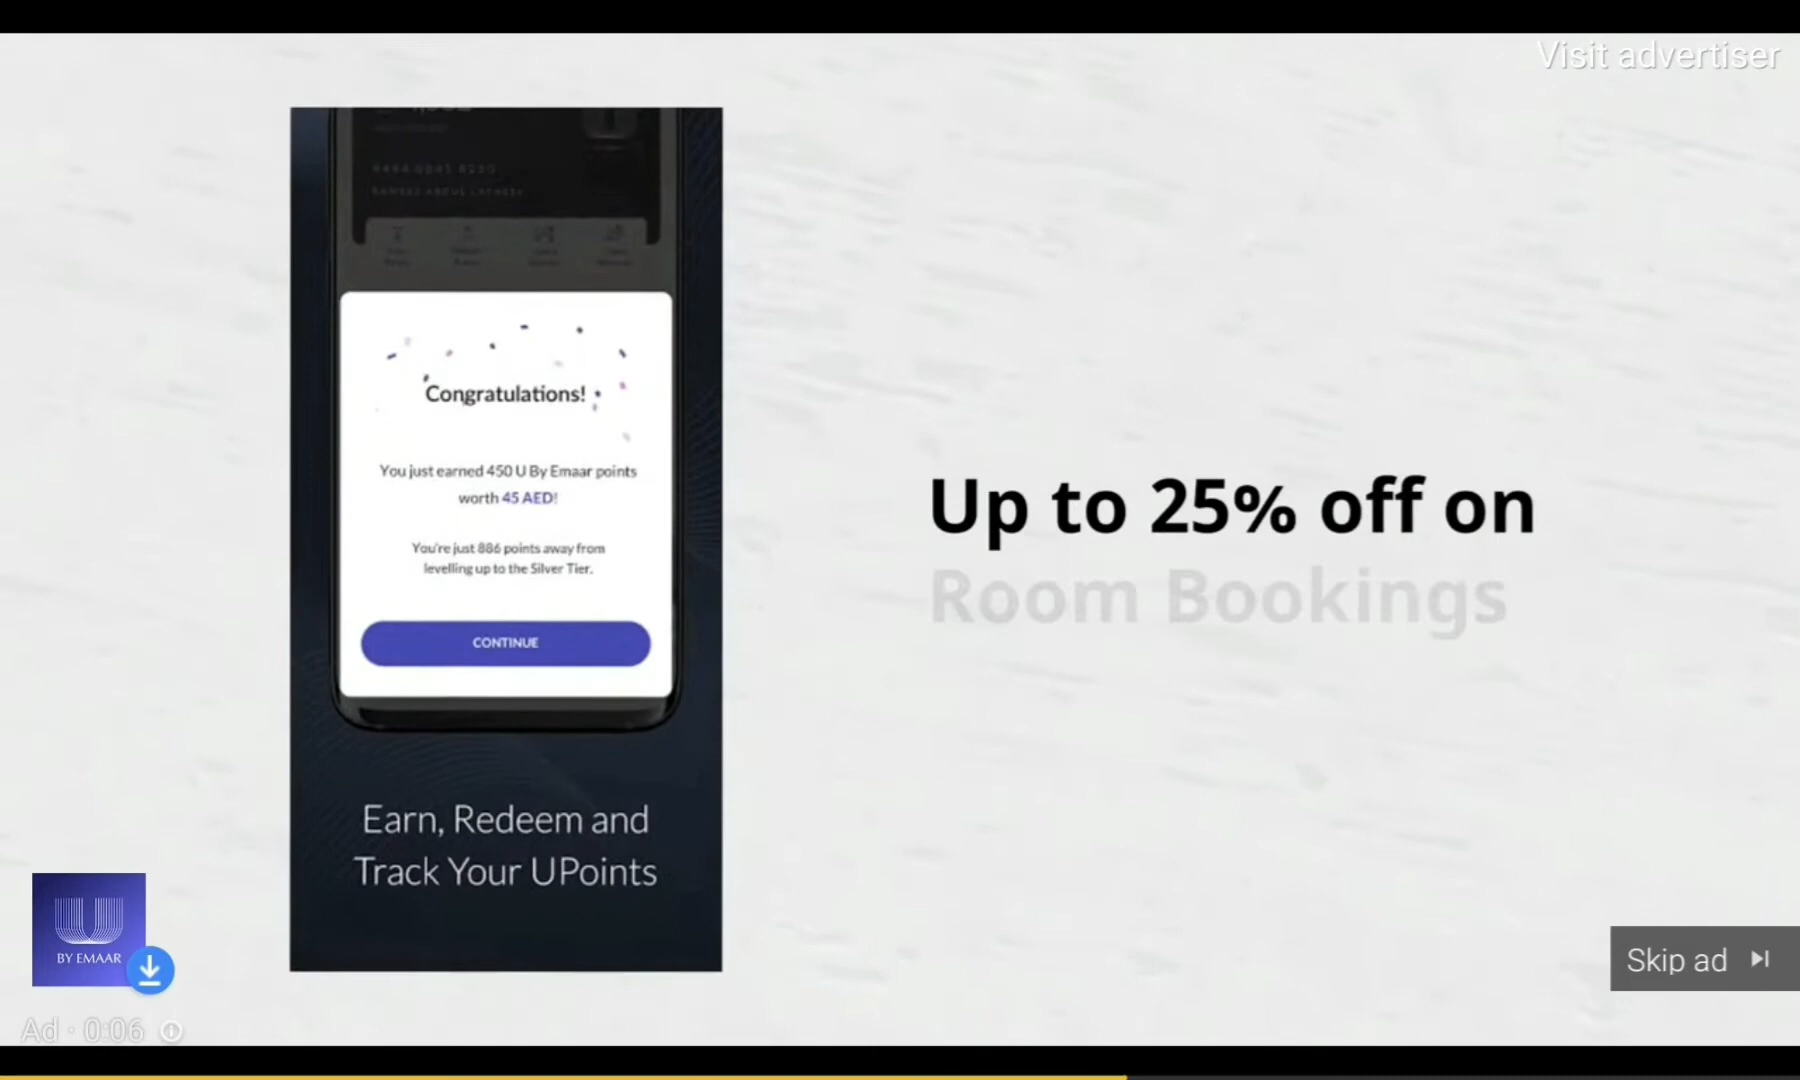 Visit advertiser
Congratulations!
You just earned 450 U By Emaar points
worth 45 AED!
You're just 886 points away from
levelling up to the Silver Tier.
CONTINUE
Earn, Redeem and
Track Your UPoints
Up to 25% off on
Room Bookings
U
BY EMAAR
Skip ad
Ad · 0:06